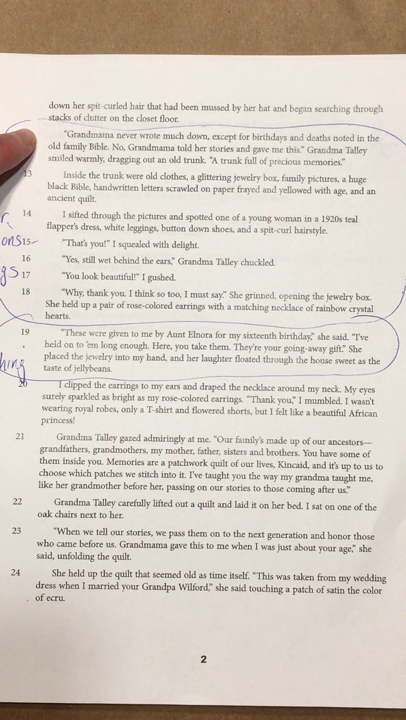 down her spit-curled hair that had been mussed by her hat and began searching through
stacks of clutter on the closet floor.
"Grandmama never wrote much down, except for birthdays and deaths noted in the
old family Bible. No, Grandmama told her stories and gave me this." Grandma Talley
smiled warmly, dragging out an old trunk. "A trunk full of precious memories."
13 Inside the trunk were old clothes, a glittering jewelry box, family pictures, a huge
black Bible, handwritten letters scrawled on paper frayed and yellowed with age, and an
ancient quilt.
14 I sifted through the pictures and spotted one of a young woman in a 1920s teal
flapper's dress, white leggings, button down shoes, and a spit-curl hairstyle.
15 "That's you!" I squealed with delight.
16 "Yes, still wet behind the ears," Grandma Talley chuckled.
17 "You look beautiful!" I gushed.
18 "Why, thank you. I think so too, I must say." She grinned, opening the jewelry box.
She held up a pair of rose-colored earrings with a matching necklace of rainbow crystal
hearts.
19 "These were given to me by Aunt Elnora for my sixteenth birthday," she said. "I've
held on to 'em long enough. Here, you take them. They're your going-away gift." She
placed the jewelry into my hand, and her laughter floated through the house sweet as the
taste of jellybeans.
20 I clipped the earrings to my ears and draped the necklace around my neck. My eyes
surely sparkled as bright as my rose-colored earrings. "Thank you," I mumbled. I wasn't
wearing royal robes, only a T-shirt and flowered shorts, but I felt like a beautiful African
princess!
21 Grandma Talley gazed admiringly at me. "Our family's made up of our ancestors—
grandfathers, grandmothers, my mother, father, sisters and brothers. You have some of
them inside you. Memories are a patchwork quilt of our lives, Kincaid, and it's up to us to
choose which patches we stitch into it. I've taught you the way my grandma taught me,
like her grandmother before her, passing on our stories to those coming after us."
22 Grandma Talley carefully lifted out a quilt and laid it on her bed. I sat on one of the
oak chairs next to her.
23 "When we tell our stories, we pass them on to the next generation and honor those
who came before us. Grandmama gave this to me when I was just about your age," she
said, unfolding the quilt.
24 She held up the quilt that seemed old as time itself. "This was taken from my wedding
dress when I married your Grandpa Wilford," she said touching a patch of satin the color
of ecru.
2